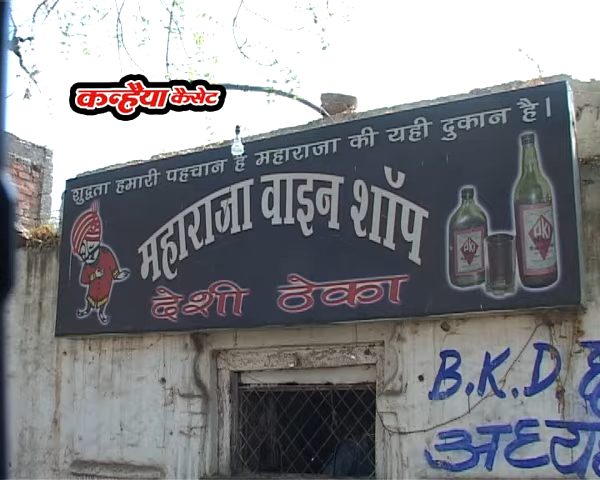 कन्हैया कैसेट
शुद्धता हमारी पहचान है महाराजा की यही दुकान है।
महाराजा वाइन शॉप
देशी ठेका
B.K.D